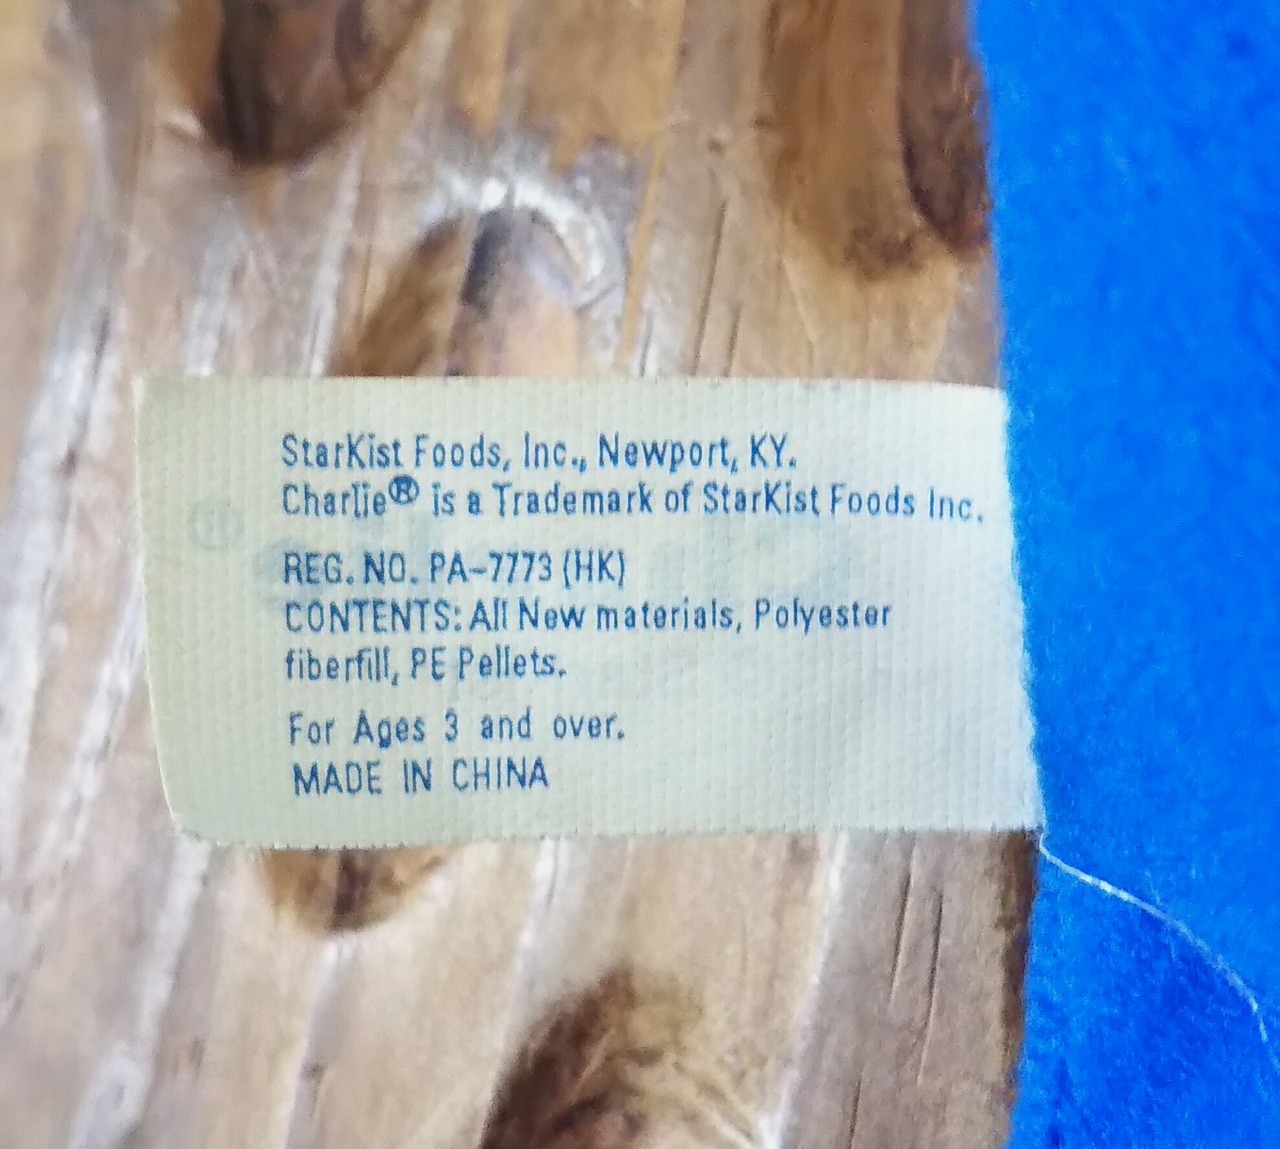 StarKist Foods, Inc., Newport, KY.
Charlie® is a Trademark of StarKist Foods Inc.
REG. NO. PA-7773 (HK)
CONTENTS: All New materials, Polyester
fiberfill, PE Pellets.
For Ages 3 and over.
MADE IN CHINA